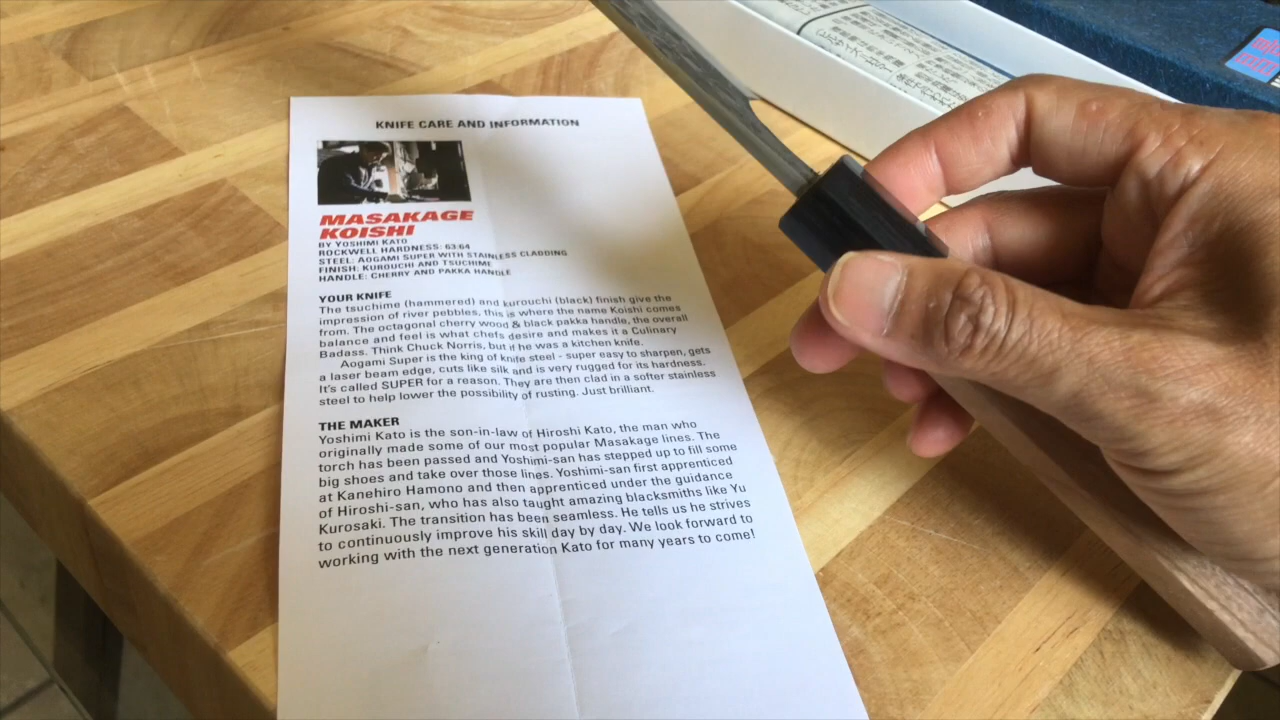 KNIFE CARE AND INFORMATION
MASAKAGE
KOISHI
BY YOSHIMI KATO
ROCKWELL HARDNESS: 63-64
STEEL: AOGAMI SUPER WITH STAINLESS CLADDING
FINISH: KUROUCHI AND TSUCHIME
HANDLE: CHERRY AND PAKKA HANDLE
YOUR KNIFE
The tsuchime (hammered) and kurouchi (black) finish give the
impression of river pebbles, this is where the name Koishi comes
from. The octagonal cherry wood & black pakka handle, the overall
balance and feel is what chefs desire and makes it a Culinary
Badass. Think Chuck Norris, but if he was a kitchen knife.
Aogami Super is the king of knife steel - super easy to sharpen, gets
a laser beam edge, cuts like silk and is very rugged for its hardness.
It's called SUPER for a reason. They are then clad in a softer stainless
steel to help lower the possibility of rusting. Just brilliant.
THE MAKER
Yoshimi Kato is the son-in-law of Hiroshi Kato, the man who
originally made some of our most popular Masakage lines. The
torch has been passed and Yoshimi-san has stepped up to fill some
big shoes and take over those lines. Yoshimi-san first apprenticed
at Kanehiro Hamono and then apprenticed under the guidance
of Hiroshi-san, who has also taught amazing blacksmiths like Yu
Kurosaki. The transition has been seamless. He tells us he strives
to continuously improve his skill day by day. We look forward to
working with the next generation Kato for many years to come!